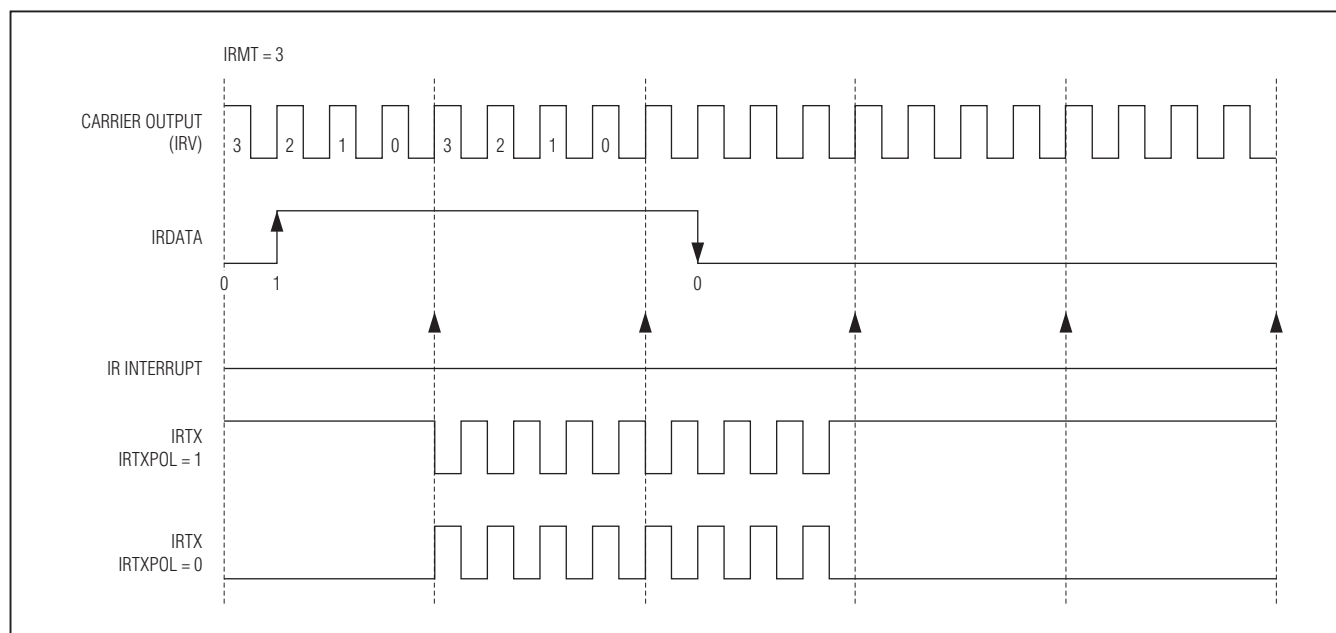 IRMT = 3
CARRIER OUTPUT
(IRV)
3 2 1 0 3 2 1 0
IRDATA
0 1 0
IR INTERRUPT
IRTX
IRTXPOL = 1
IRTX
IRTXPOL = 0